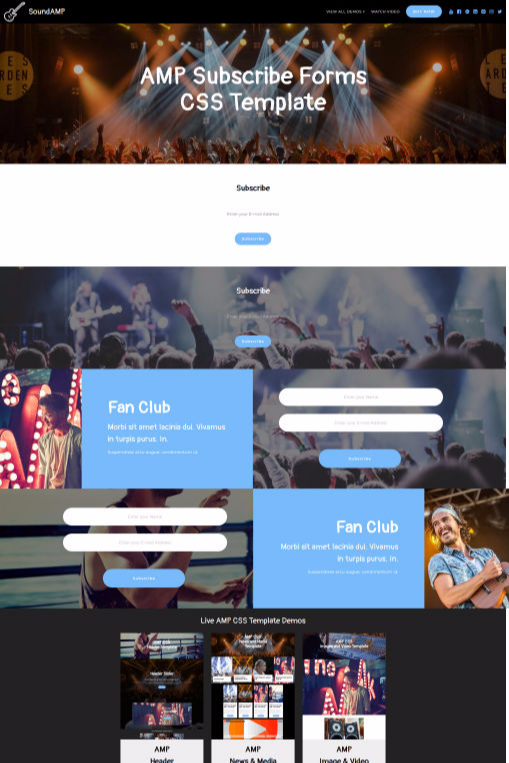 SoundAMP
VIEW ALL DEMOS
WATCH VIDEO
BUY NOW
LES
ARDEN
TES
AMP Subscribe Forms
CSS Template
Subscribe
Enter your E-mail Address
Subscribe
Subscribe
Enter your E-mail Address
Subscribe
Fan Club
Morbi sit amet lacinia dui. Vivamus
in turpis purus. In.
Suspendisse arcu augue, condimentum id
Enter your Name
Enter your E-mail Address
Subscribe
Enter your Name
Enter your E-mail Address
Subscribe
Fan Club
Morbi sit amet lacinia dui. Vivamus
in turpis purus. In.
Suspendisse arcu augue, condimentum id
Live AMP CSS Template Demos
AMP
Header
AMP
News & Media
AMP
Image & Video